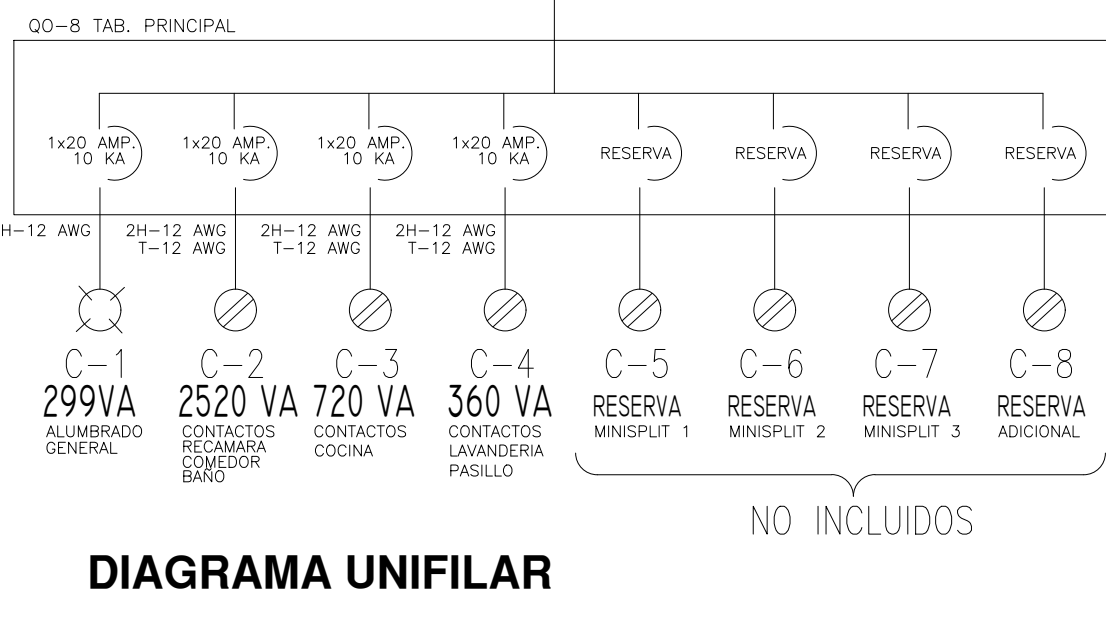 QO-8 TAB. PRINCIPAL
1x20 AMP.
10 KA
1x20 AMP.
10 KA
1x20 AMP.
10 KA
1x20 AMP.
10 KA
RESERVA
RESERVA
RESERVA
RESERVA
H-12 AWG
2H-12 AWG
T-12 AWG
2H-12 AWG
T-12 AWG
2H-12 AWG
T-12 AWG
C-1
299VA
ALUMBRADO
GENERAL
C-2
2520 VA
CONTACTOS
RECAMARA
COMEDOR
BAÑO
C-3
720 VA
CONTACTOS
COCINA
C-4
360 VA
CONTACTOS
LAVANDERIA
PASILLO
C-5
RESERVA
MINISPLIT 1
C-6
RESERVA
MINISPLIT 2
C-7
RESERVA
MINISPLIT 3
C-8
RESERVA
ADICIONAL
NO INCLUIDOS
DIAGRAMA UNIFILAR